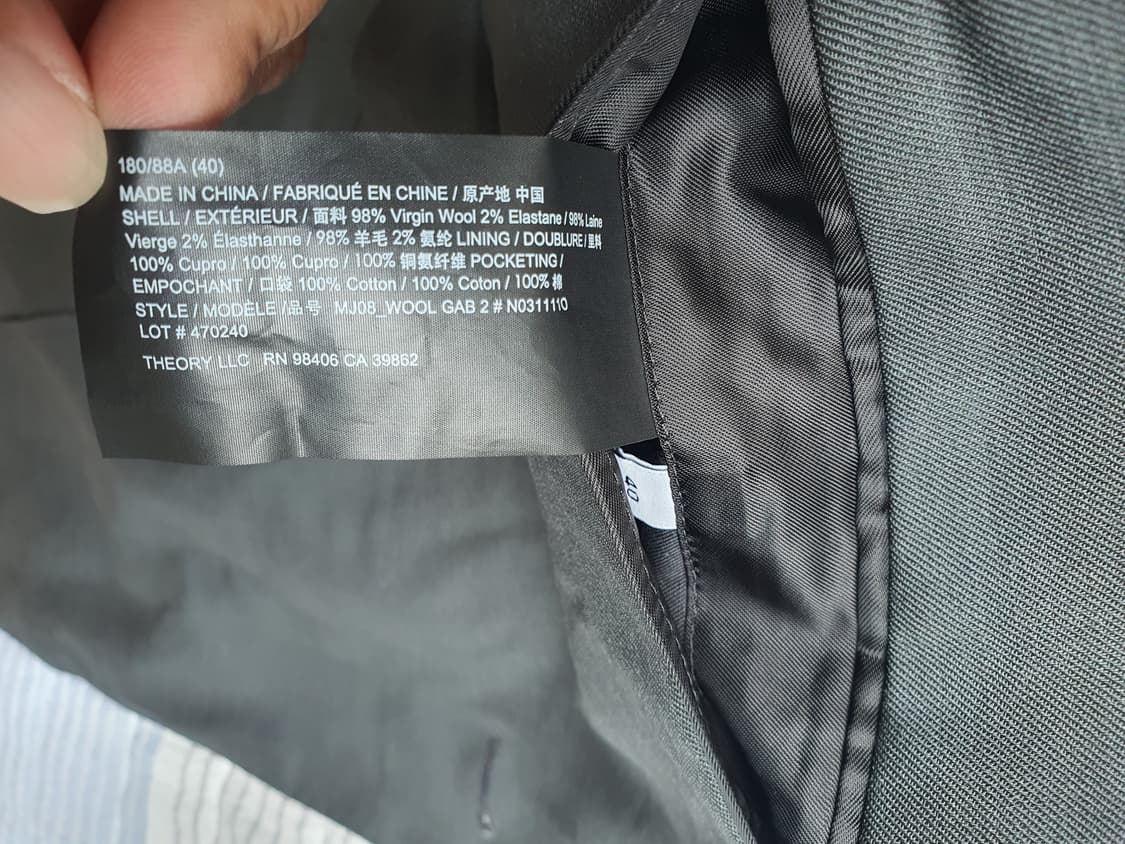 180/88A (40)
MADE IN CHINA / FABRIQUÉ EN CHINE / 原产地 中国
SHELL / EXTÉRIEUR / 面料 98% Virgin Wool 2% Elastane / 98% Laine
Vierge 2% Élasthanne / 98% 羊毛 2% 氨纶 LINING / DOUBLURE / 里料
100% Cupro / 100% Cupro / 100% 铜氨纤维 POCKETING /
EMPOCHANT / 口袋 100% Cotton / 100% Coton / 100% 棉
STYLE / MODÈLE /品号 MJ08_WOOL GAB 2 # N0311110
LOT # 470240
THEORY LLC RN 98406 CA 39862
40